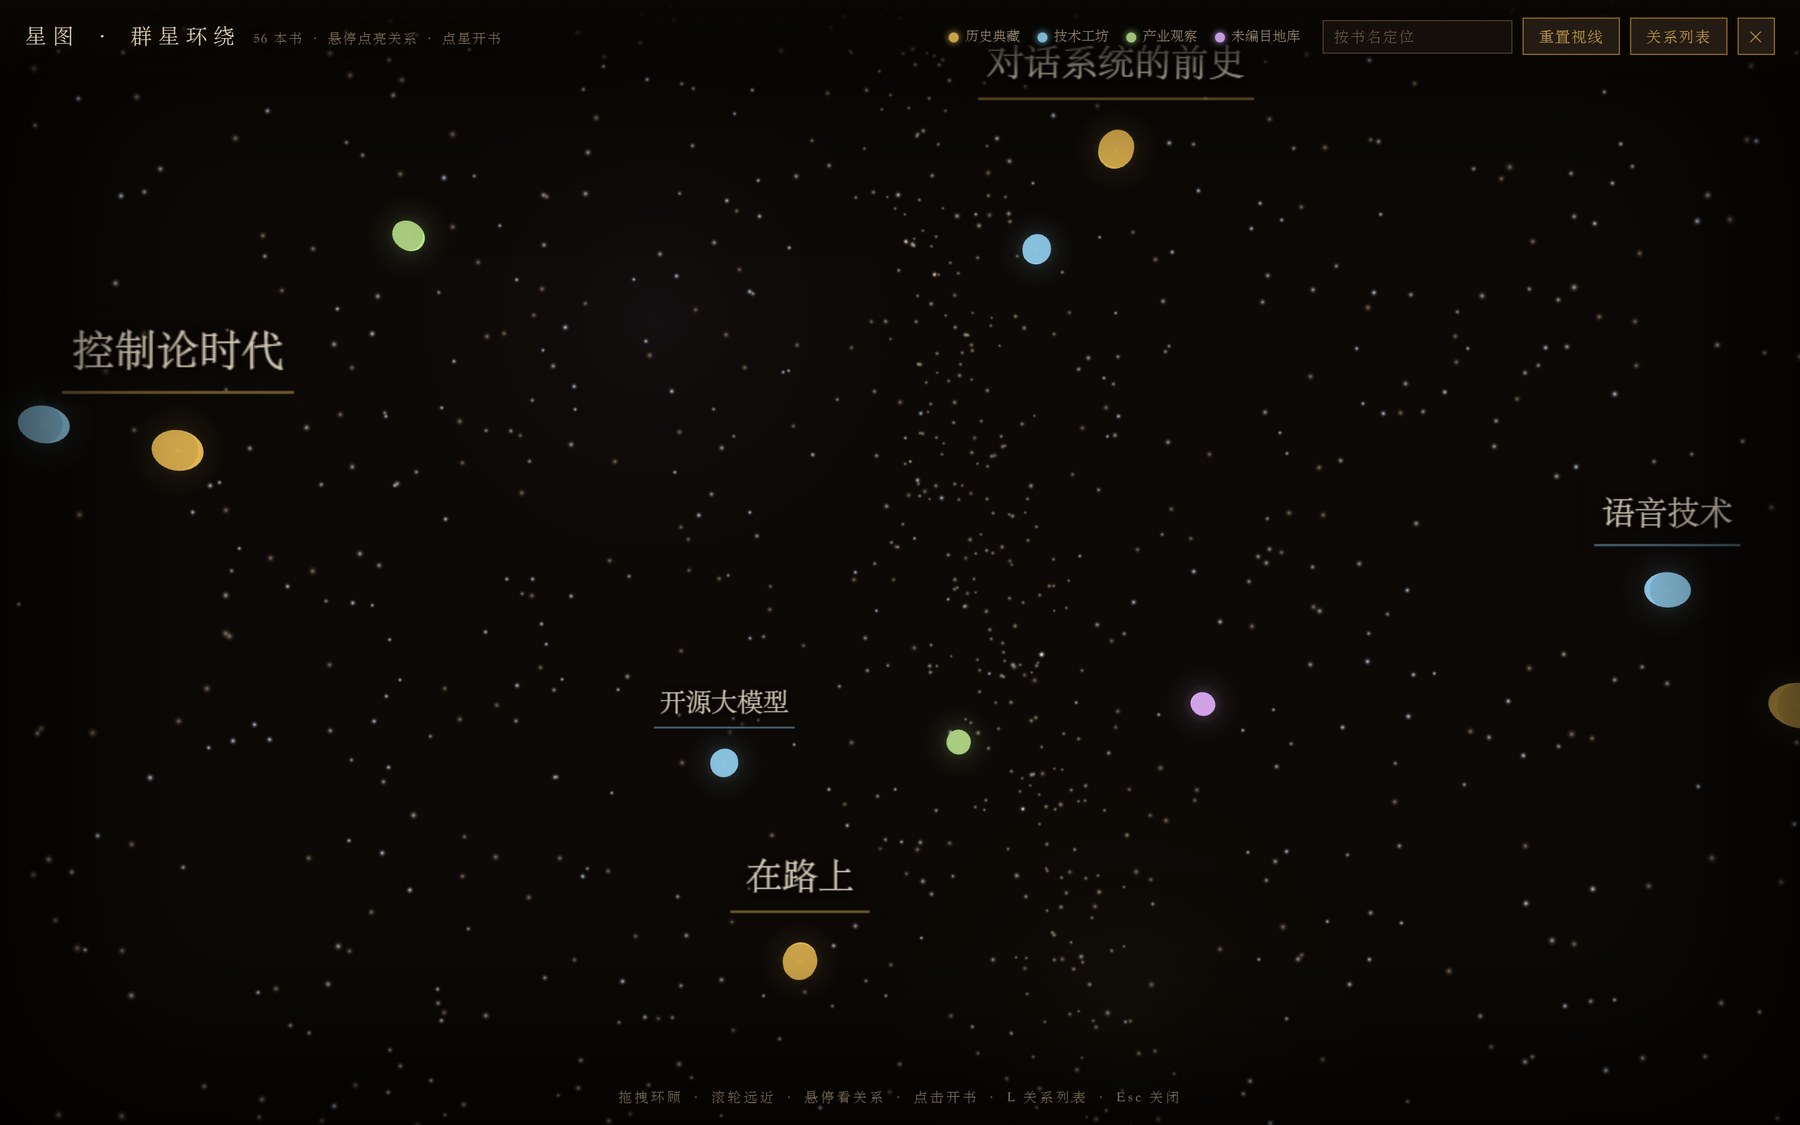 星图 · 群星环绕 56 本书 · 悬停点亮关系 · 点星开书
历史典藏 技术工坊 产业观察 未编目地库 按书名定位 重置视线 关系列表 ×
对话系统的前史
控制论时代
语音技术
开源大模型
在路上
拖拽环顾 · 滚轮远近 · 悬停看关系 · 点击开书 · L 关系列表 · Esc 关闭